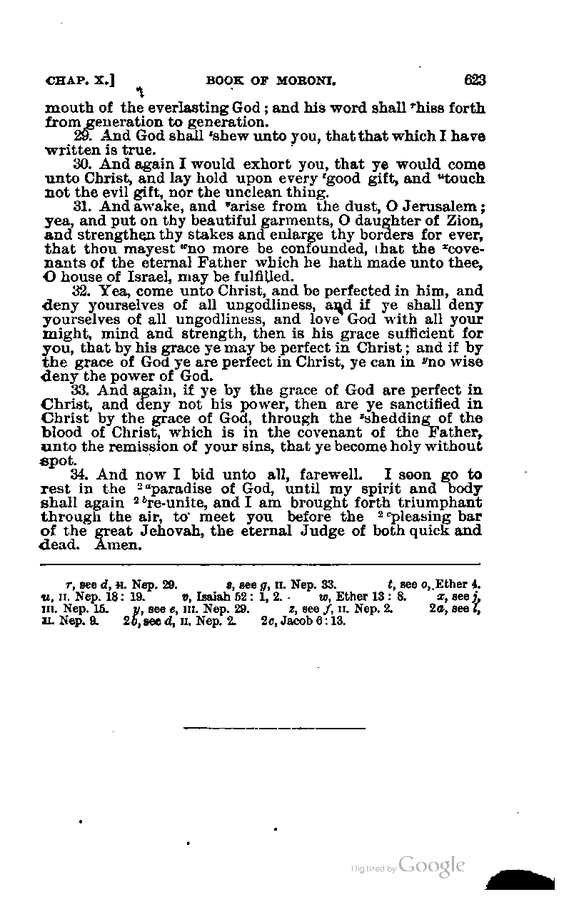 CHAP. X.] BOOK OF MORONI. 623
mouth of the everlasting God; and his word shall ʳhiss forth
from generation to generation.
29. And God shall ˢshew unto you, that that which I have
written is true.
30. And again I would exhort you, that ye would come
unto Christ, and lay hold upon every ᵗgood gift, and ᵘtouch
not the evil gift, nor the unclean thing.
31. And awake, and ᵛarise from the dust, O Jerusalem;
yea, and put on thy beautiful garments, O daughter of Zion,
and strengthen thy stakes and enlarge thy borders for ever,
that thou mayest ʷno more be confounded, that the ˣcove-
nants of the eternal Father which he hath made unto thee,
O house of Israel, may be fulfilled.
32. Yea, come unto Christ, and be perfected in him, and
deny yourselves of all ungodliness, and if ye shall deny
yourselves of all ungodliness, and love God with all your
might, mind and strength, then is his grace sufficient for
you, that by his grace ye may be perfect in Christ; and if by
the grace of God ye are perfect in Christ, ye can in ʸno wise
deny the power of God.
33. And again, if ye by the grace of God are perfect in
Christ, and deny not his power, then are ye sanctified in
Christ by the grace of God, through the ᶻshedding of the
blood of Christ, which is in the covenant of the Father,
unto the remission of your sins, that ye become holy without
spot.
34. And now I bid unto all, farewell. I soon go to
rest in the ²ᵃparadise of God, until my spirit and body
shall again ²ᵇre-unite, and I am brought forth triumphant
through the air, to meet you before the ²ᶜpleasing bar
of the great Jehovah, the eternal Judge of both quick and
dead. Amen.
r, see d, II. Nep. 29. s, see g, II. Nep. 33. t, see o, Ether 4.
u, II. Nep. 18: 19. v, Isaiah 52: 1, 2. w, Ether 13: 8. x, see j,
III. Nep. 15. y, see e, III. Nep. 29. z, see f, II. Nep. 2. 2a, see l,
II. Nep. 9. 2b, see d, II. Nep. 2. 2c, Jacob 6:13.
Digitized by Google